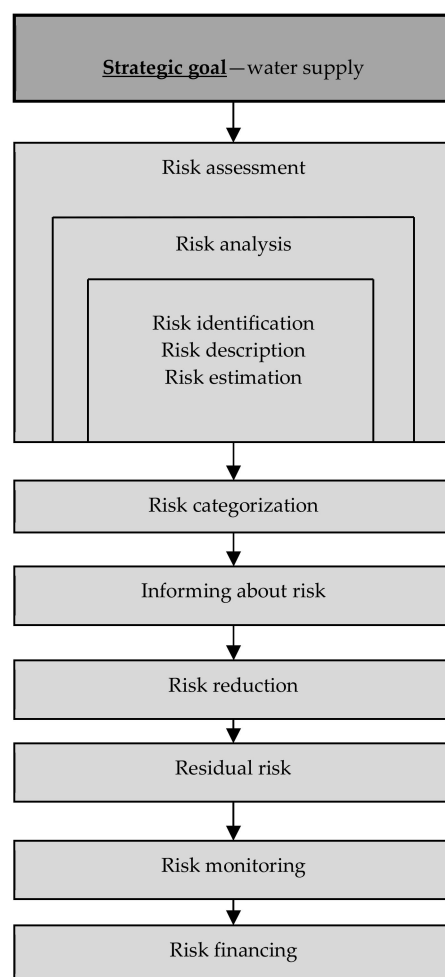 Strategic goal—water supply
Risk assessment
Risk analysis
Risk identification
Risk description
Risk estimation
Risk categorization
Informing about risk
Risk reduction
Residual risk
Risk monitoring
Risk financing